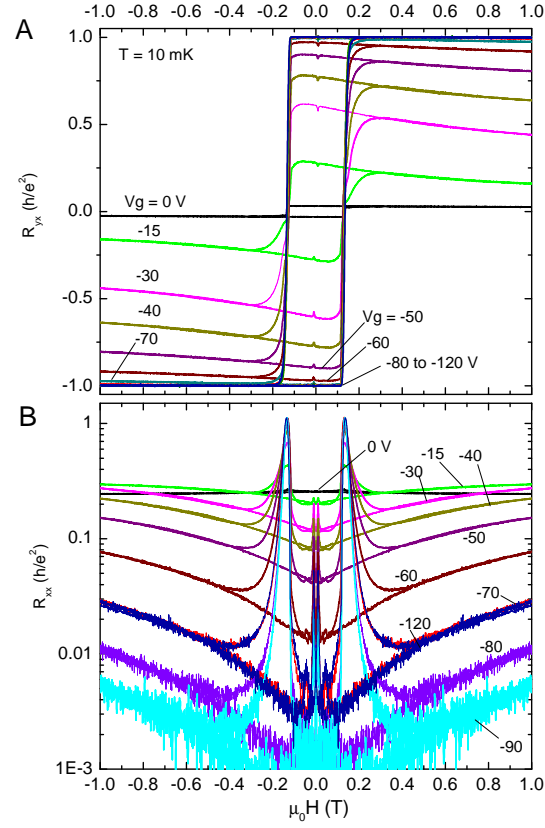 -1.0 -0.8 -0.6 -0.4 -0.2 0.0 0.2 0.4 0.6 0.8 1.0
A
T = 10 mK
1.0
0.5
0.0
-0.5
-1.0
R_yx (h/e²)
Vg = 0 V
-15
-30
-40
-70
Vg = -50
-60
-80 to -120 V
B
1
0.1
0.01
1E-3
R_xx (h/e²)
0 V
-15
-40
-30
-50
-60
-70
-120
-80
-90
-1.0 -0.8 -0.6 -0.4 -0.2 0.0 0.2 0.4 0.6 0.8 1.0
μ₀H (T)